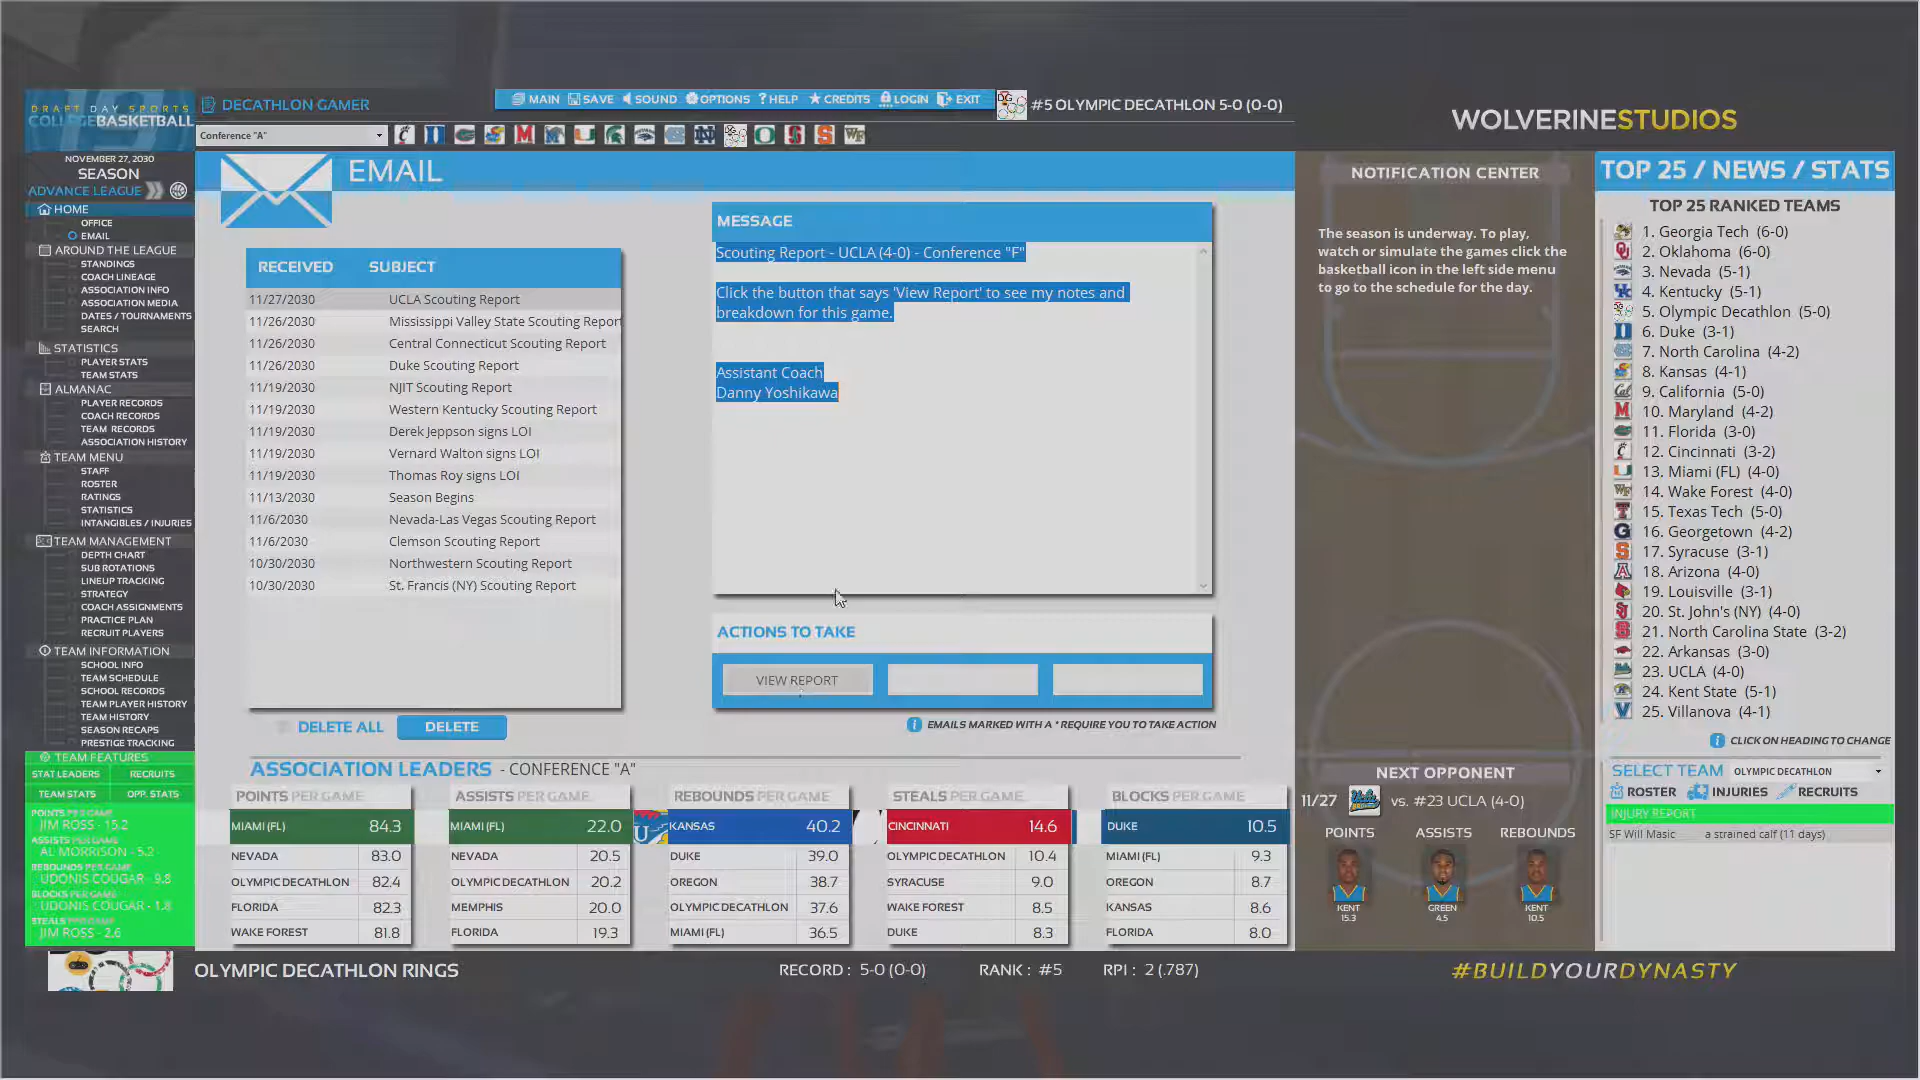 DRAFT DAY SPORTS
COLLEGE BASKETBALL
DECATHLON GAMER
MAIN SAVE SOUND OPTIONS ? HELP CREDITS LOGIN EXIT
#5 OLYMPIC DECATHLON 5-0 (0-0)
WOLVERINESTUDIOS
Conference "A"
NOVEMBER 27, 2030
SEASON
ADVANCE LEAGUE
HOME
OFFICE
EMAIL
AROUND THE LEAGUE
STANDINGS
COACH LINEAGE
ASSOCIATION INFO
ASSOCIATION MEDIA
DATES / TOURNAMENTS
SEARCH
STATISTICS
PLAYER STATS
TEAM STATS
ALMANAC
PLAYER RECORDS
COACH RECORDS
TEAM RECORDS
ASSOCIATION HISTORY
TEAM MENU
STAFF
ROSTER
RATINGS
STATISTICS
INTANGIBLES / INJURIES
TEAM MANAGEMENT
DEPTH CHART
SUB ROTATIONS
LINEUP TRACKING
STRATEGY
COACH ASSIGNMENTS
PRACTICE PLAN
RECRUIT PLAYERS
TEAM INFORMATION
SCHOOL INFO
TEAM SCHEDULE
SCHOOL RECORDS
TEAM PLAYER HISTORY
TEAM HISTORY
SEASON RECAPS
PRESTIGE TRACKING
TEAM FEATURES
STAT LEADERS RECRUITS
TEAM STATS OPP. STATS
POINTS PER GAME
JIM ROSS - 15.2
ASSISTS PER GAME
AL MORRISON - 5.2
REBOUNDS PER GAME
UDONIS COUGAR - 9.8
BLOCKS PER GAME
UDONIS COUGAR - 1.8
STEALS PER GAME
JIM ROSS - 2.6
EMAIL
RECEIVED SUBJECT
11/27/2030 UCLA Scouting Report
11/26/2030 Mississippi Valley State Scouting Report
11/26/2030 Central Connecticut Scouting Report
11/26/2030 Duke Scouting Report
11/19/2030 NJIT Scouting Report
11/19/2030 Western Kentucky Scouting Report
11/19/2030 Derek Jeppson signs LOI
11/19/2030 Vernard Walton signs LOI
11/19/2030 Thomas Roy signs LOI
11/13/2030 Season Begins
11/6/2030 Nevada-Las Vegas Scouting Report
11/6/2030 Clemson Scouting Report
10/30/2030 Northwestern Scouting Report
10/30/2030 St. Francis (NY) Scouting Report
DELETE ALL DELETE
MESSAGE
Scouting Report - UCLA (4-0) - Conference "F"
Click the button that says 'View Report' to see my notes and
breakdown for this game.
Assistant Coach
Danny Yoshikawa
ACTIONS TO TAKE
VIEW REPORT
EMAILS MARKED WITH A * REQUIRE YOU TO TAKE ACTION
ASSOCIATION LEADERS - CONFERENCE "A"
POINTS PER GAME
MIAMI (FL) 84.3
NEVADA 83.0
OLYMPIC DECATHLON 82.4
FLORIDA 82.3
WAKE FOREST 81.8
ASSISTS PER GAME
MIAMI (FL) 22.0
NEVADA 20.5
OLYMPIC DECATHLON 20.2
MEMPHIS 20.0
FLORIDA 19.3
REBOUNDS PER GAME
KANSAS 40.2
DUKE 39.0
OREGON 38.7
OLYMPIC DECATHLON 37.6
MIAMI (FL) 36.5
STEALS PER GAME
CINCINNATI 14.6
OLYMPIC DECATHLON 10.4
SYRACUSE 9.0
WAKE FOREST 8.5
DUKE 8.3
BLOCKS PER GAME
DUKE 10.5
MIAMI (FL) 9.3
OREGON 8.7
KANSAS 8.6
FLORIDA 8.0
NOTIFICATION CENTER
The season is underway. To play,
watch or simulate the games click the
basketball icon in the left side menu
to go to the schedule for the day.
NEXT OPPONENT
11/27 vs. #23 UCLA (4-0)
POINTS ASSISTS REBOUNDS
KENT GREEN KENT
15.3 4.5 10.5
TOP 25 / NEWS / STATS
TOP 25 RANKED TEAMS
1. Georgia Tech (6-0)
2. Oklahoma (6-0)
3. Nevada (5-1)
4. Kentucky (5-1)
5. Olympic Decathlon (5-0)
6. Duke (3-1)
7. North Carolina (4-2)
8. Kansas (4-1)
9. California (5-0)
10. Maryland (4-2)
11. Florida (3-0)
12. Cincinnati (3-2)
13. Miami (FL) (4-0)
14. Wake Forest (4-0)
15. Texas Tech (5-0)
16. Georgetown (4-2)
17. Syracuse (3-1)
18. Arizona (4-0)
19. Louisville (3-1)
20. St. John's (NY) (4-0)
21. North Carolina State (3-2)
22. Arkansas (3-0)
23. UCLA (4-0)
24. Kent State (5-1)
25. Villanova (4-1)
CLICK ON HEADING TO CHANGE
SELECT TEAM OLYMPIC DECATHLON
ROSTER INJURIES RECRUITS
INJURY REPORT
SF Will Masic a strained calf (11 days)
OLYMPIC DECATHLON RINGS
RECORD : 5-0 (0-0) RANK : #5 RPI : 2 (.787)
#BUILDYOURDYNASTY